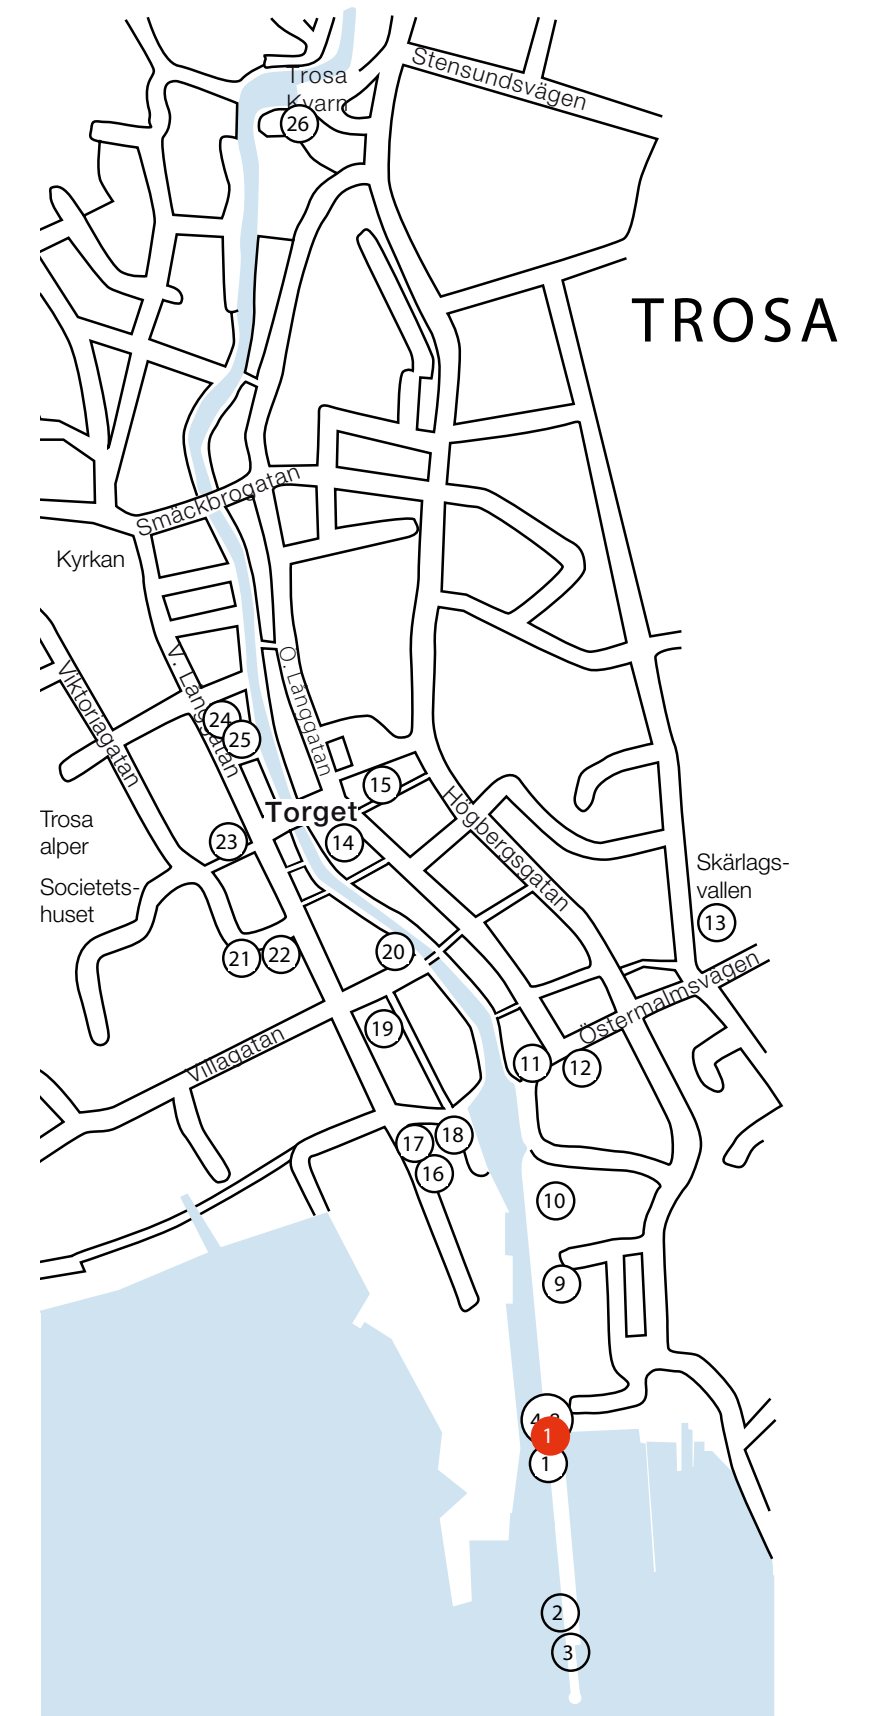 Stensundsvägen
Trosa
Kvarn
26
TROSA
Smäckbrogatan
Kyrkan
V. Långgatan
Ö. Långgatan
Viktoriagatan
24
25
15
Torget
Högbergsgatan
Trosa
alper
23
14
Societets-
huset
Skärlags-
vallen
13
21
22
20
Östermalmsvägen
19
Villagatan
11
12
17
18
16
10
9
1
1
2
3